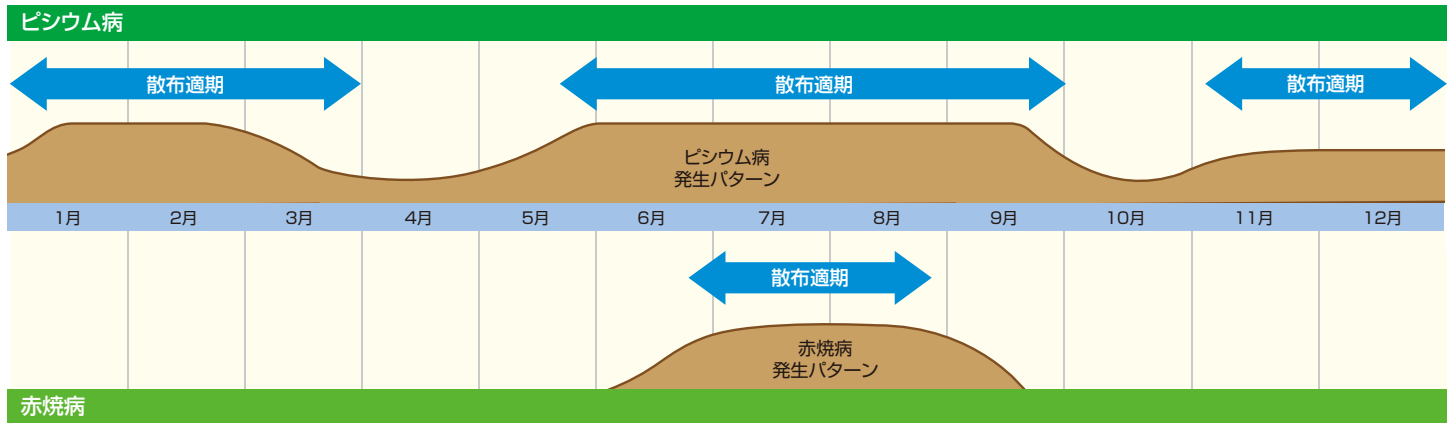 ピシウム病
散布適期
散布適期
散布適期
ピシウム病
発生パターン
1月 2月 3月 4月 5月 6月 7月 8月 9月 10月 11月 12月
散布適期
赤焼病
発生パターン
赤焼病